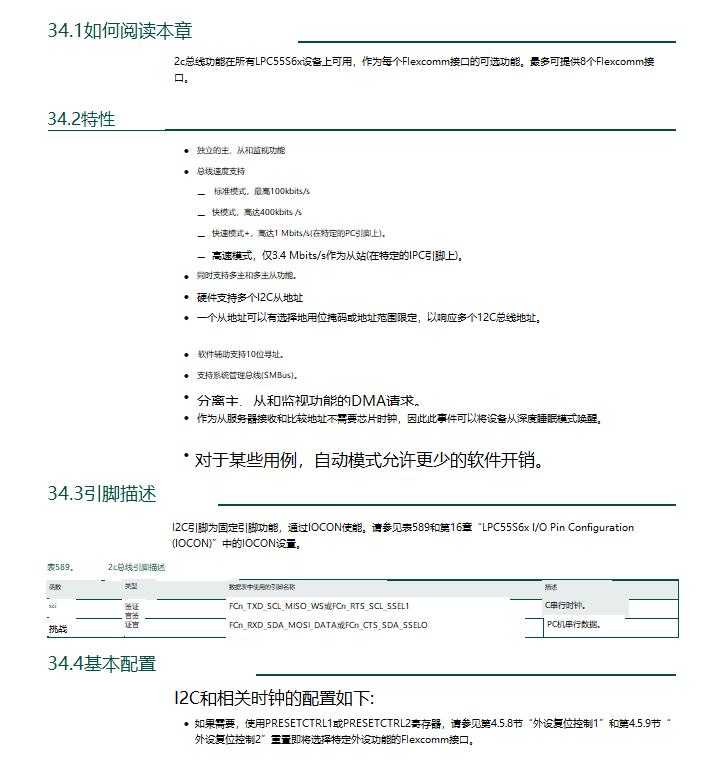 34.1如何阅读本章
2c总线功能在所有LPC55S6x设备上可用，作为每个Flexcomm接口的可选功能。最多可提供8个Flexcomm接
口。
34.2特性
• 独立的主、从和监视功能
• 总线速度支持
– 标准模式，最高100kbits/s
– 快模式，高达400kbits /s
– 快速模式+，高达1 Mbits/s(在特定的PC引脚上)。
– 高速模式，仅3.4 Mbits/s作为从站(在特定的IPC引脚上)。
• 同时支持多主和多主从功能。
• 硬件支持多个I2C从地址
• 一个从地址可以有选择地用位掩码或地址范围限定，以响应多个12C总线地址。
• 软件辅助支持10位寻址。
• 支持系统管理总线(SMBus)。
• 分离主、从和监视功能的DMA请求。
• 作为从服务器接收和比较地址不需要芯片时钟，因此此事件可以将设备从深度睡眠模式唤醒。
• 对于某些用例，自动模式允许更少的软件开销。
34.3引脚描述
I2C引脚为固定引脚功能，通过IOCON使能。请参见表589和第16章“LPC55S6x I/O Pin Configuration
(IOCON)”中的IOCON设置。
表589。 2c总线引脚描述
函数 类型 数据表中使用的引脚名称 描述
sci 签证 FCn_TXD_SCL_MISO_WS或FCn_RTS_SCL_SSEL1 C串行时钟。
官签
挑战 证官 FCn_RXD_SDA_MOSI_DATA或FCn_CTS_SDA_SSELO PC机串行数据。
34.4基本配置
I2C和相关时钟的配置如下:
• 如果需要，使用PRESETCTRL1或PRESETCTRL2寄存器，请参见第4.5.8节“外设复位控制1”和第4.5.9节“
外设复位控制2”重置即将选择特定外设功能的Flexcomm接口。